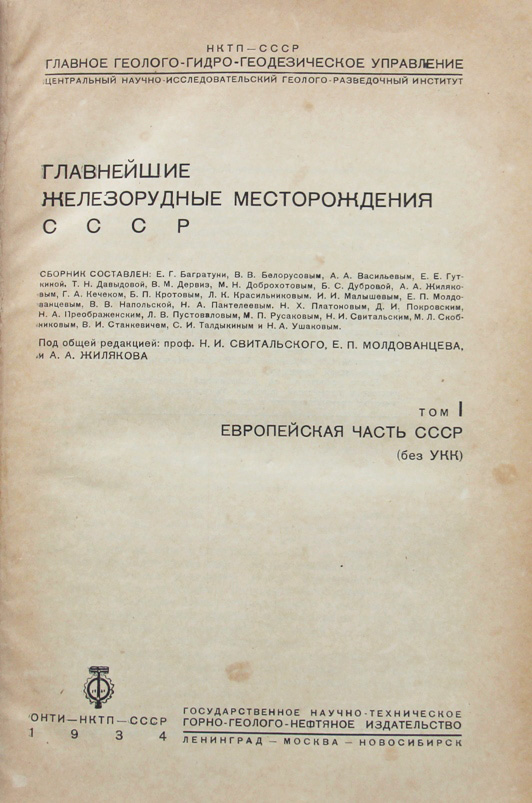 НКТП—СССР
ГЛАВНОЕ ГЕОЛОГО-ГИДРО-ГЕОДЕЗИЧЕСКОЕ УПРАВЛЕНИЕ
ЦЕНТРАЛЬНЫЙ НАУЧНО-ИССЛЕДОВАТЕЛЬСКИЙ ГЕОЛОГО-РАЗВЕДОЧНЫЙ ИНСТИТУТ
ГЛАВНЕЙШИЕ
ЖЕЛЕЗОРУДНЫЕ МЕСТОРОЖДЕНИЯ
С С С Р
СБОРНИК СОСТАВЛЕН: Е. Г. Багратуни, В. В. Белорусовым, А. А. Васильевым, Е. Е. Гут-
киной, Т. Н. Давыдовой, В. М. Дервиз, М. Н. Доброхотовым, Б. С. Дубровой, А. А. Жиляко-
вым, Г. А. Кечеком, Б. П. Кротовым, Л. К. Красильниковым, И. И. Малышевым, Е. П. Молдо-
ванцевым, В. В. Напольской, Н. А. Пантелеевым, Н. Х. Платоновым, Д. И. Покровским,
Н. А. Преображенским, Л. В. Пустоваловым, М. П. Русаковым, Н. И. Свитальским, М. Л. Скоб-
никовым, В. И. Станкевичем, С. И. Талдыкиным и Н. А. Ушаковым.
Под общей редакцией: проф. Н. И. СВИТАЛЬСКОГО, Е. П. МОЛДОВАНЦЕВА,
и А. А. ЖИЛЯКОВА
ТОМ I
ЕВРОПЕЙСКАЯ ЧАСТЬ СССР
(без УКК)
ОНТИ—НКТП—СССР
1 9 3 4
ГОСУДАРСТВЕННОЕ НАУЧНО-ТЕХНИЧЕСКОЕ
ГОРНО-ГЕОЛОГО-НЕФТЯНОЕ ИЗДАТЕЛЬСТВО
ЛЕНИНГРАД — МОСКВА — НОВОСИБИРСК